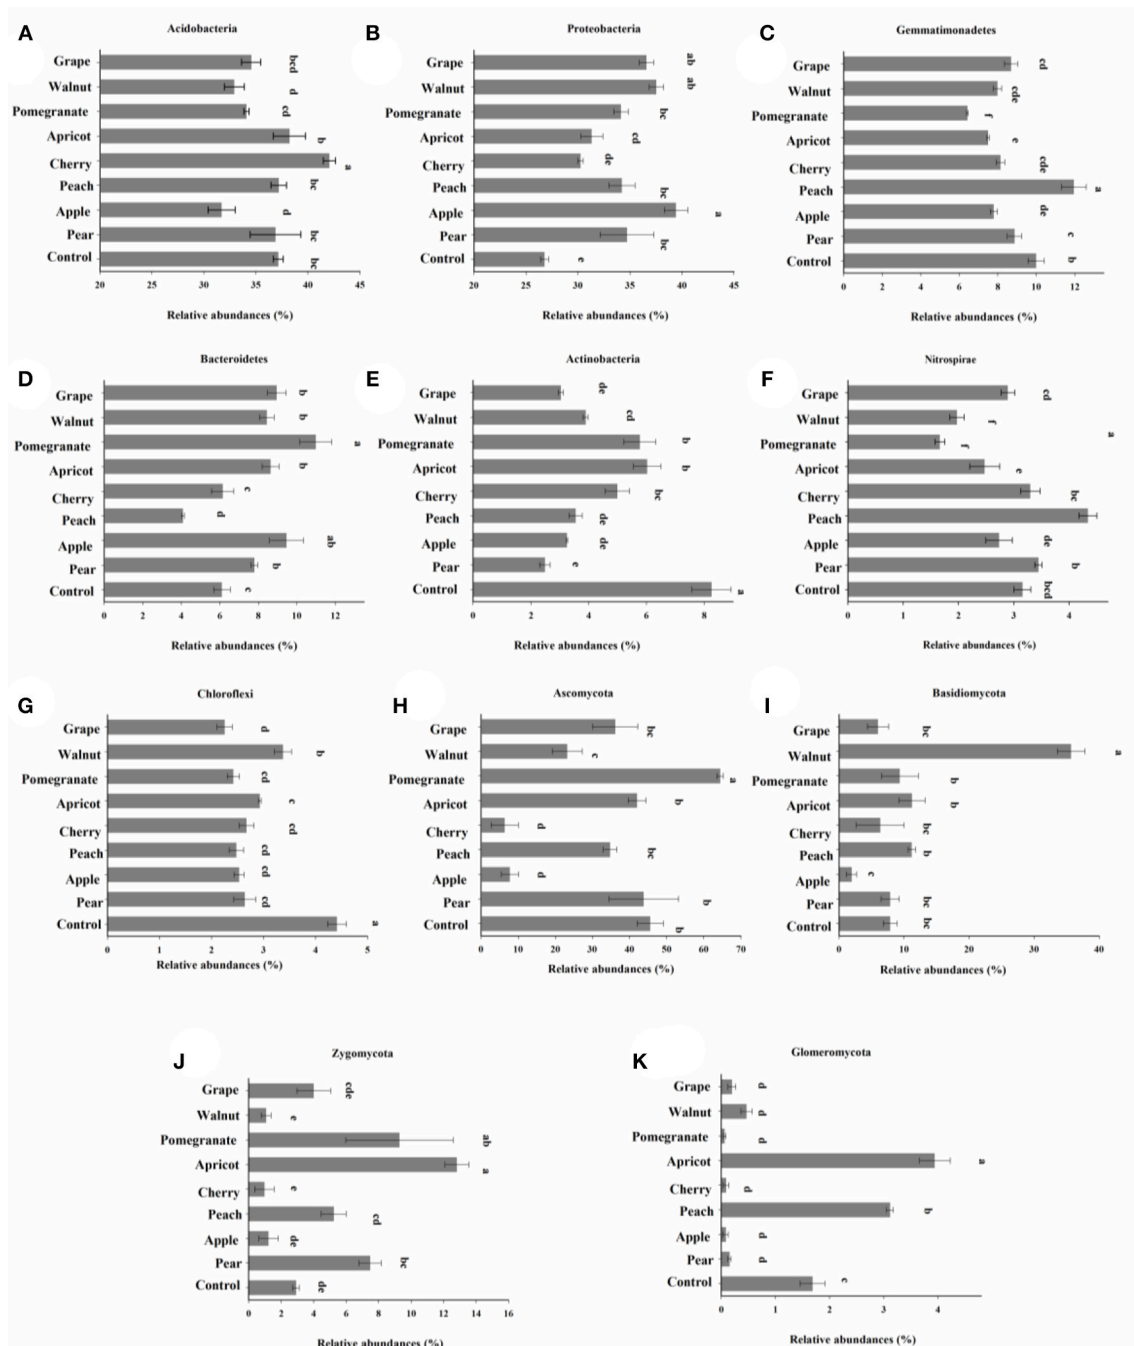 A
Acidobacteria
Grape bcd
Walnut d
Pomegranate cd
Apricot b
Cherry a
Peach bc
Apple d
Pear bc
Control bc
20 25 30 35 40 45
Relative abundances (%)
B
Proteobacteria
Grape ab
Walnut ab
Pomegranate bc
Apricot cd
Cherry de
Peach bc
Apple a
Pear bc
Control e
20 25 30 35 40 45
Relative abundances (%)
C
Gemmatimonadetes
Grape cd
Walnut cde
Pomegranate f
Apricot e
Cherry cde
Peach a
Apple de
Pear c
Control b
0 2 4 6 8 10 12
Relative abundances (%)
D
Bacteroidetes
Grape b
Walnut b
Pomegranate a
Apricot b
Cherry c
Peach d
Apple ab
Pear b
Control c
0 2 4 6 8 10 12
Relative abundances (%)
E
Actinobacteria
Grape de
Walnut cd
Pomegranate b
Apricot b
Cherry bc
Peach de
Apple de
Pear e
Control a
0 2 4 6 8
Relative abundances (%)
F
Nitrospirae
Grape cd
Walnut f
a
Pomegranate f
Apricot e
Cherry bc
Peach
Apple de
Pear b
Control bcd
0 1 2 3 4
Relative abundances (%)
G
Chloroflexi
Grape d
Walnut b
Pomegranate cd
Apricot c
Cherry cd
Peach cd
Apple cd
Pear cd
Control a
0 1 2 3 4 5
Relative abundances (%)
H
Ascomycota
Grape bc
Walnut c
Pomegranate a
Apricot b
Cherry d
Peach bc
Apple d
Pear b
Control b
0 10 20 30 40 50 60 70
Relative abundances (%)
I
Basidiomycota
Grape bc
Walnut a
Pomegranate b
Apricot b
Cherry bc
Peach b
Apple c
Pear bc
Control bc
0 10 20 30 40
Relative abundances (%)
J
Zygomycota
Grape cde
Walnut e
Pomegranate ab
Apricot a
Cherry e
Peach cd
Apple de
Pear bc
Control de
0 2 4 6 8 10 12 14 16
Relative abundances (%)
K
Glomeromycota
Grape d
Walnut d
Pomegranate d
Apricot a
Cherry d
Peach b
Apple d
Pear d
Control c
0 1 2 3 4
Relative abundances (%)